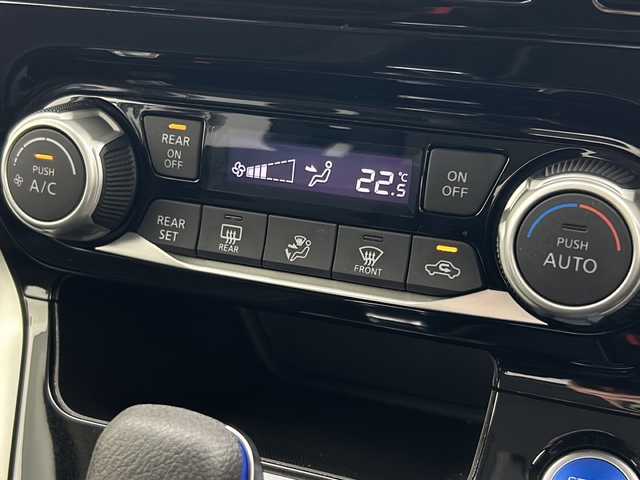 PUSH
A/C
REAR
ON
OFF
22.5
°C
ON
OFF
REAR
SET
REAR
FRONT
PUSH
AUTO